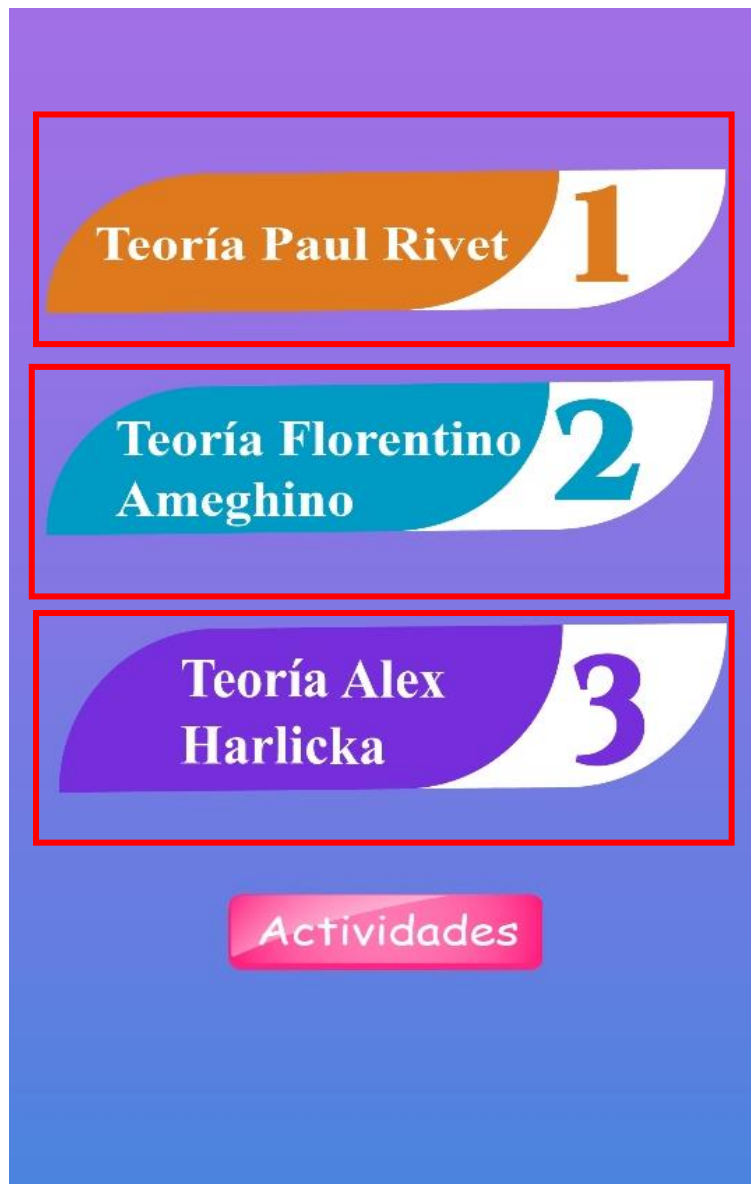 Teoría Paul Rivet 1
Teoría Florentino 2
Ameghino
Teoría Alex 3
Harlicka
Actividades